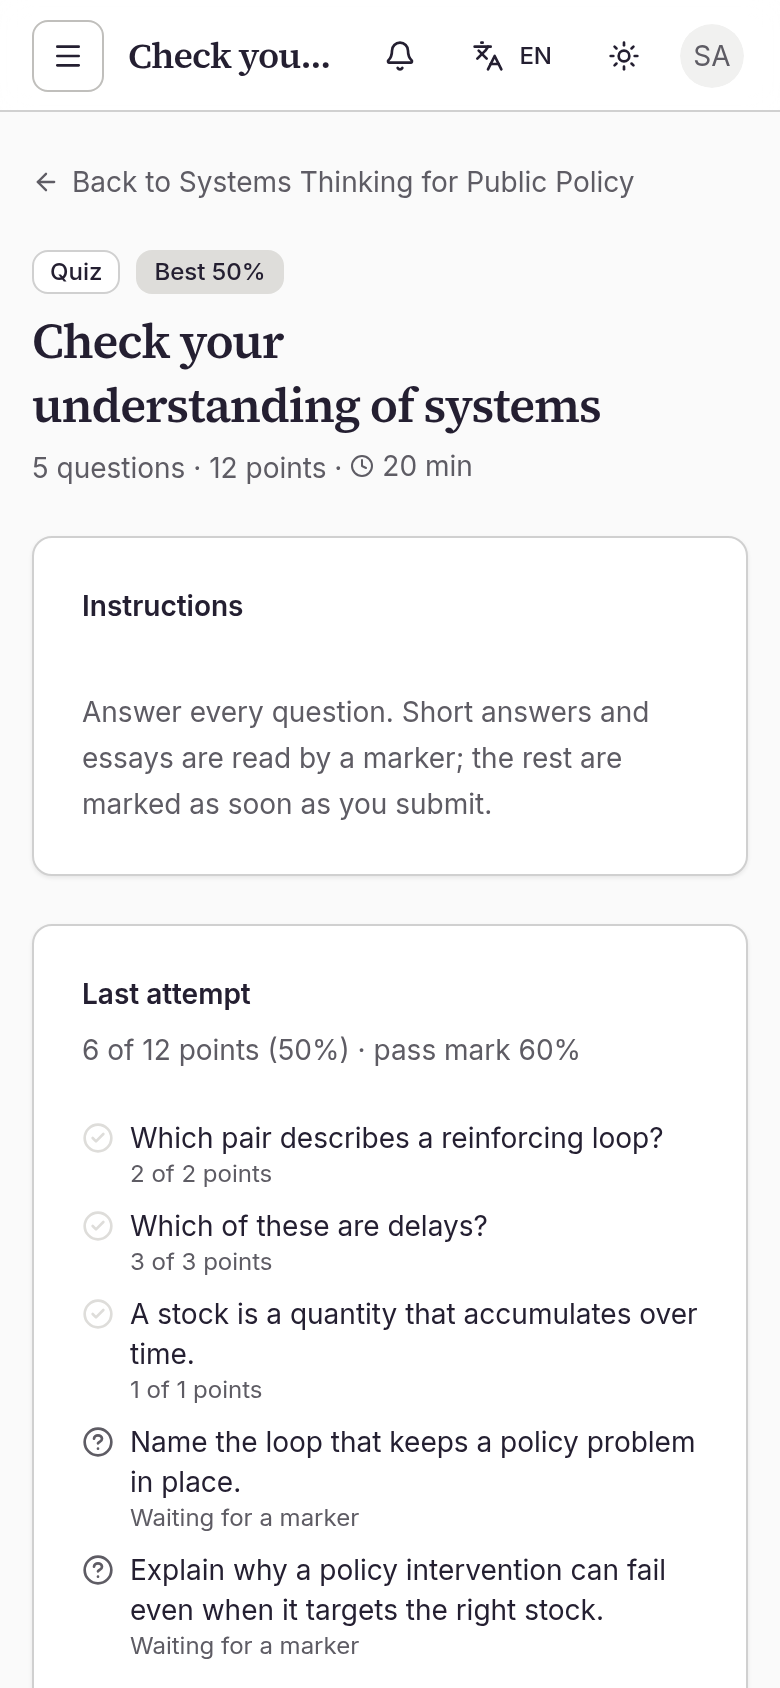 Check you...
EN
SA
Back to Systems Thinking for Public Policy
Quiz
Best 50%
Check your
understanding of systems
5 questions · 12 points · 20 min
Instructions
Answer every question. Short answers and
essays are read by a marker; the rest are
marked as soon as you submit.
Last attempt
6 of 12 points (50%) · pass mark 60%
Which pair describes a reinforcing loop?
2 of 2 points
Which of these are delays?
3 of 3 points
A stock is a quantity that accumulates over
time.
1 of 1 points
Name the loop that keeps a policy problem
in place.
Waiting for a marker
Explain why a policy intervention can fail
even when it targets the right stock.
Waiting for a marker